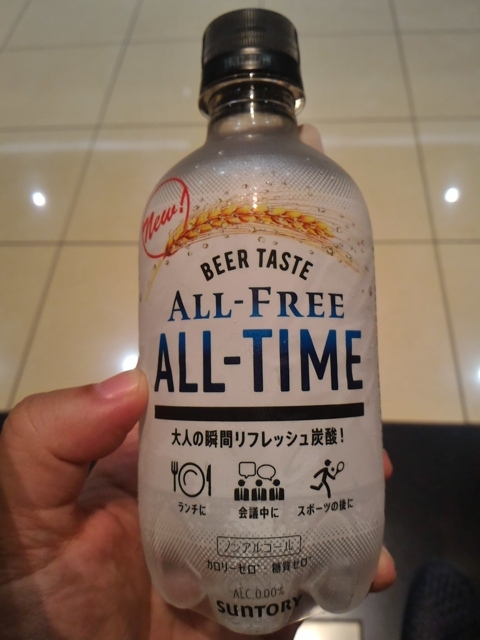 New!
BEER TASTE
ALL-FREE
ALL-TIME
大人の瞬間リフレッシュ炭酸!
ランチに
会議中に
スポーツの後に
ノンアルコール
カロリーゼロ 糖質ゼロ
ALC.0.00%
SUNTORY